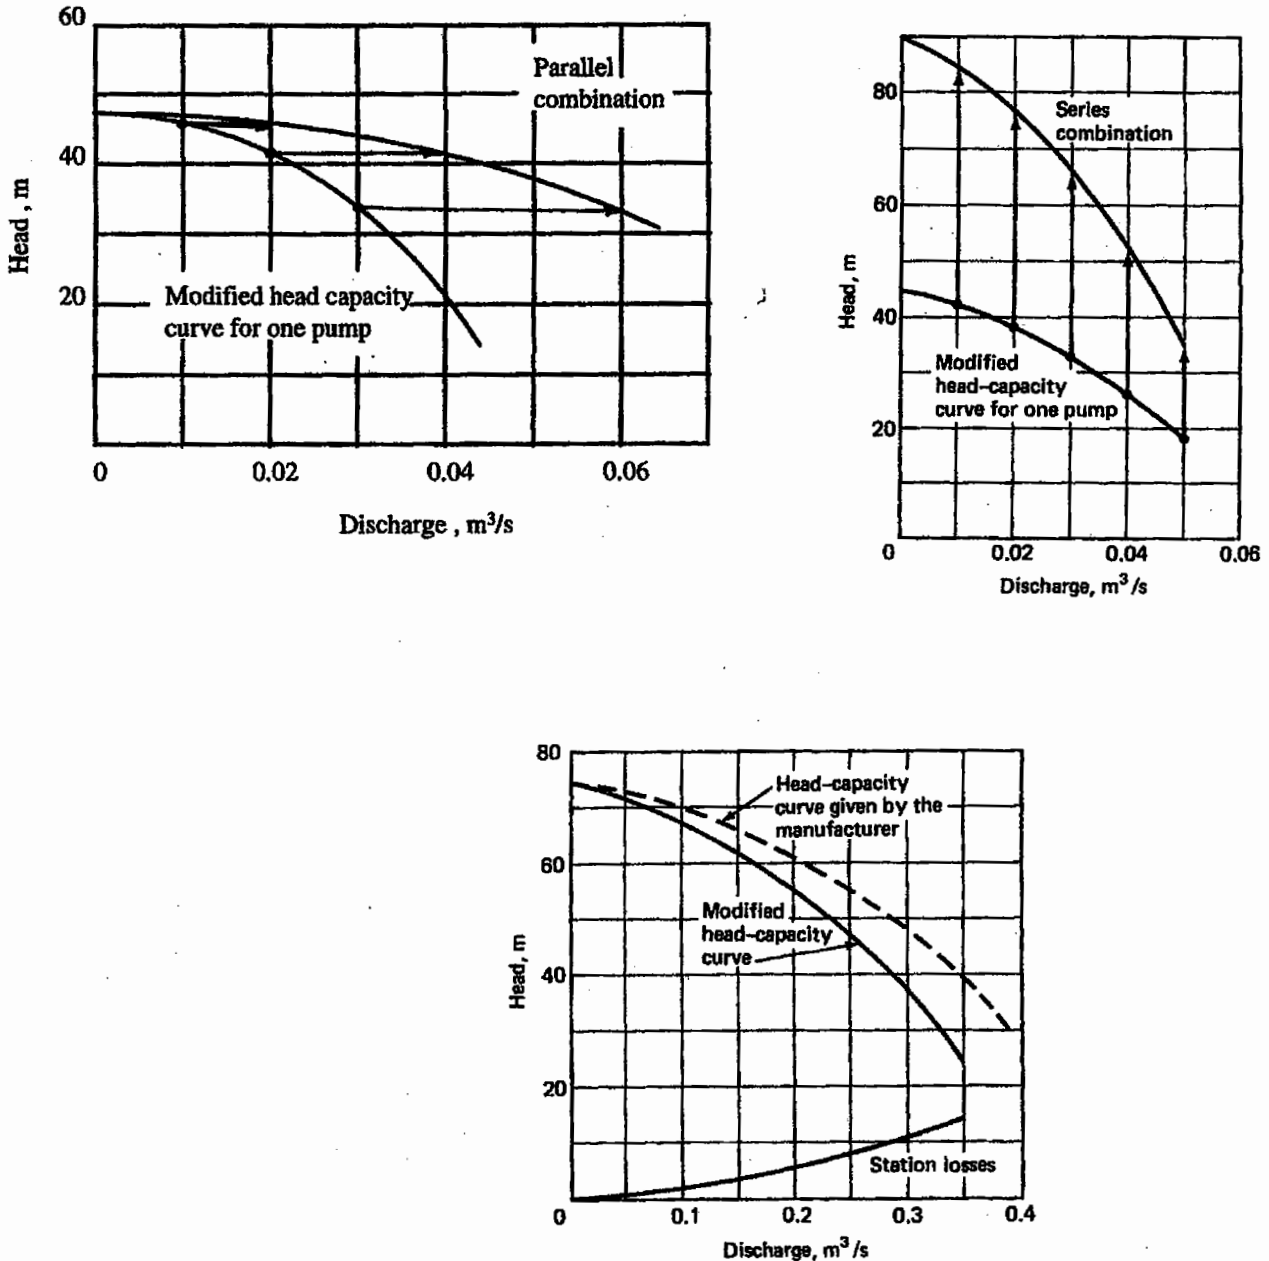 60
40
20
0
0.02
0.04
0.06
Head , m
Discharge , m³/s
Parallel
combination
Modified head capacity
curve for one pump
80
60
40
20
0
0.02
0.04
0.06
Head, m
Discharge, m³/s
Series
combination
Modified
head-capacity
curve for one pump
80
60
40
20
0
0.1
0.2
0.3
0.4
Head, m
Discharge, m³/s
Head-capacity
curve given by the
manufacturer
Modified
head-capacity
curve
Station losses